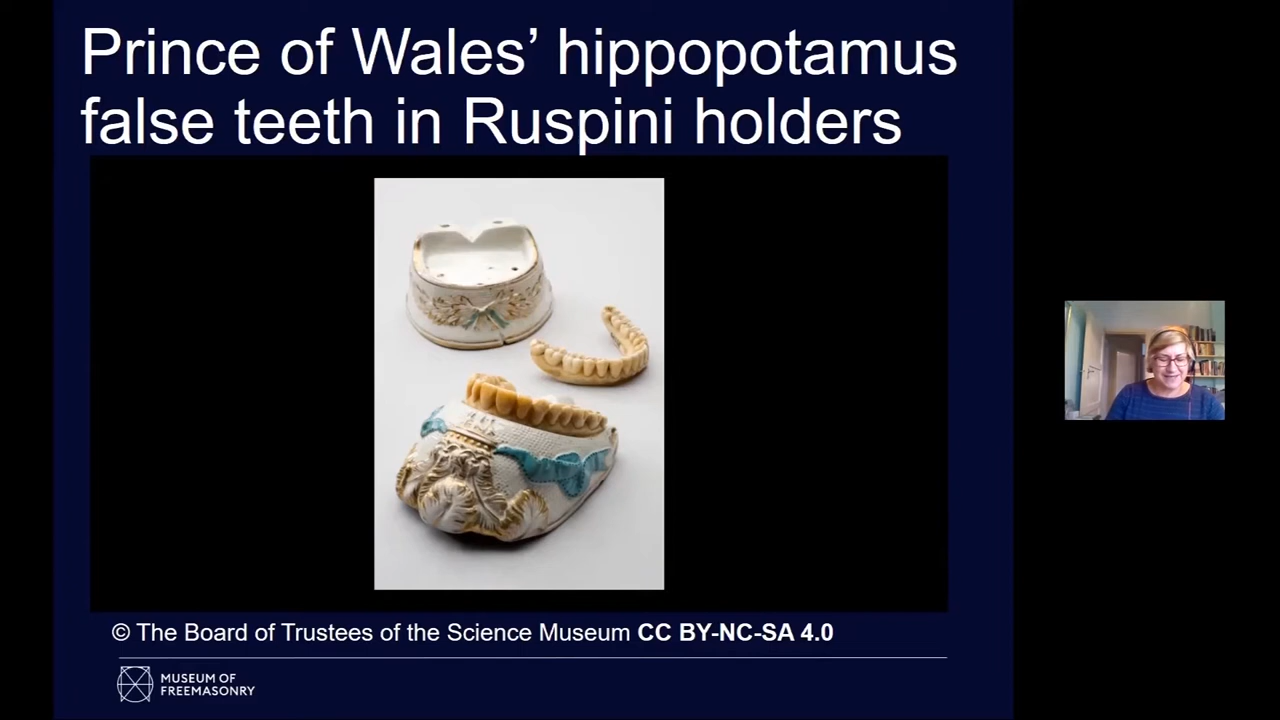 Prince of Wales’ hippopotamus
false teeth in Ruspini holders
© The Board of Trustees of the Science Museum CC BY-NC-SA 4.0
MUSEUM OF
FREEMASONRY